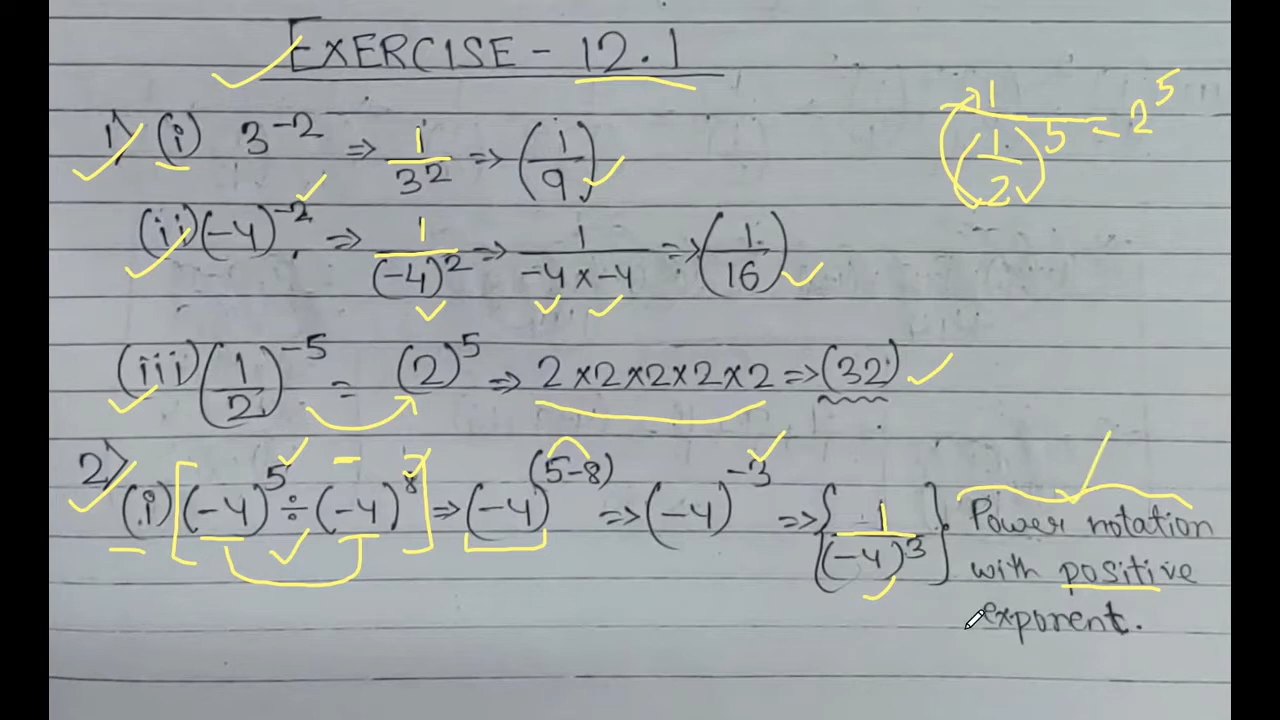 EXERCISE - 12.1
1) (i) 3^-2 ⇒ 1/3^2 ⇒ (1/9)
1/(1/2)^5 = 2^5
(ii) (-4)^-2 ⇒ 1/(-4)^2 ⇒ 1/-4 x -4 ⇒ (1/16)
(iii) (1/2)^-5 = (2)^5 ⇒ 2 x 2 x 2 x 2 x 2 ⇒ (32)
2) (i) [(-4)^5 ÷ (-4)^8] ⇒ (-4)^(5-8) ⇒ (-4)^-3 ⇒ {1/(-4)^3}
Power notation
with positive
exponent.